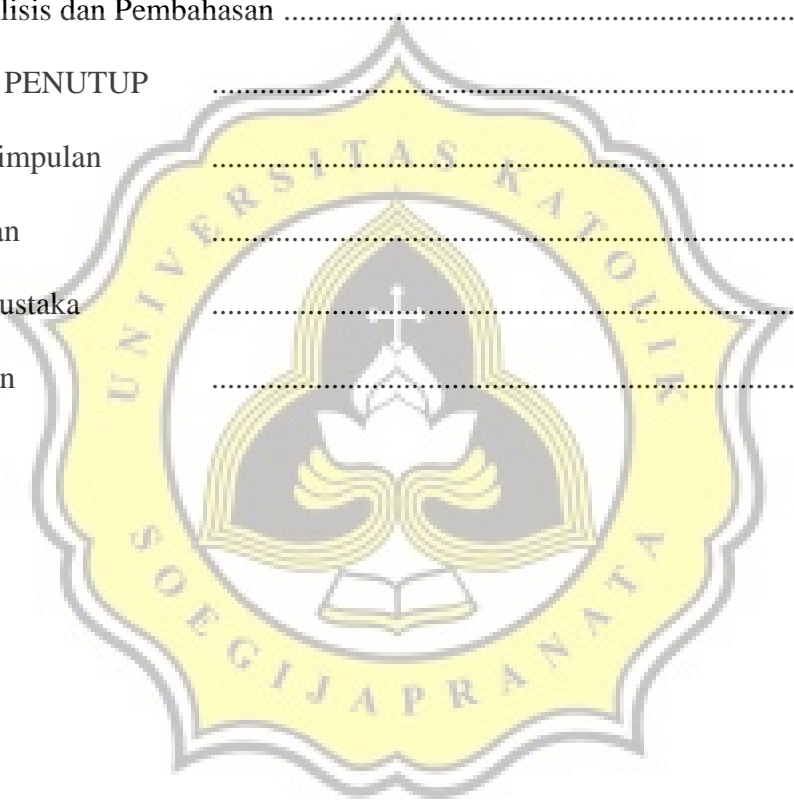 lisis dan Pembahasan ..........................................................
PENUTUP ....................................................................
impulan ....................................................................
an ....................................................................
ustaka ....................................................................
n ....................................................................
UNIVERSITAS KATOLIK
SOEGIJAPRANATA